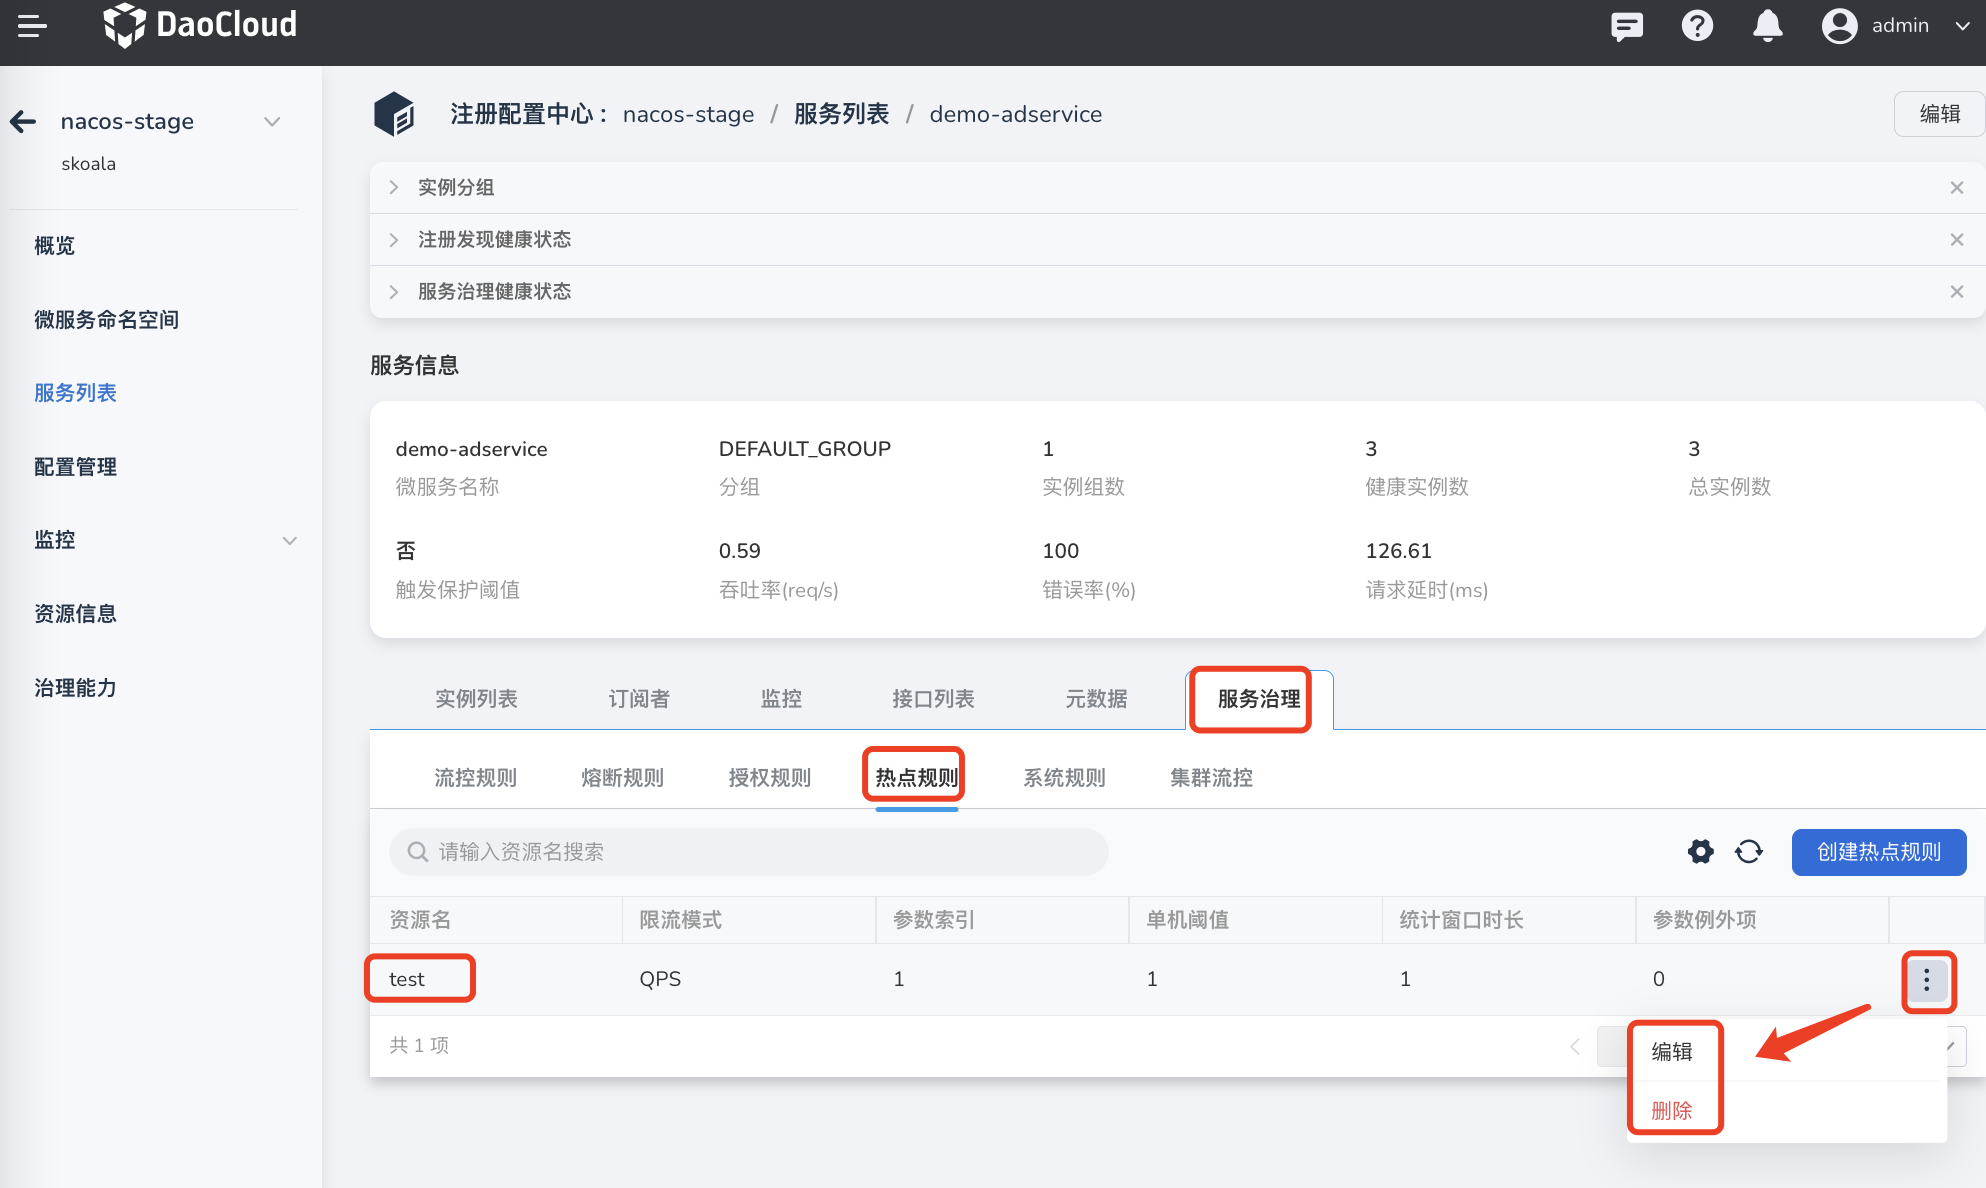 DaoCloud
admin
nacos-stage
skoala
概览
微服务命名空间
服务列表
配置管理
监控
资源信息
治理能力
注册配置中心： nacos-stage / 服务列表 / demo-adservice
编辑
实例分组
注册发现健康状态
服务治理健康状态
服务信息
demo-adservice DEFAULT_GROUP 1 3 3
微服务名称 分组 实例组数 健康实例数 总实例数
否 0.59 100 126.61
触发保护阈值 吞吐率(req/s) 错误率(%) 请求延时(ms)
实例列表 订阅者 监控 接口列表 元数据 服务治理
流控规则 熔断规则 授权规则 热点规则 系统规则 集群流控
请输入资源名搜索
创建热点规则
资源名 限流模式 参数索引 单机阈值 统计窗口时长 参数例外项
test QPS 1 1 1 0
共 1 项
编辑
删除